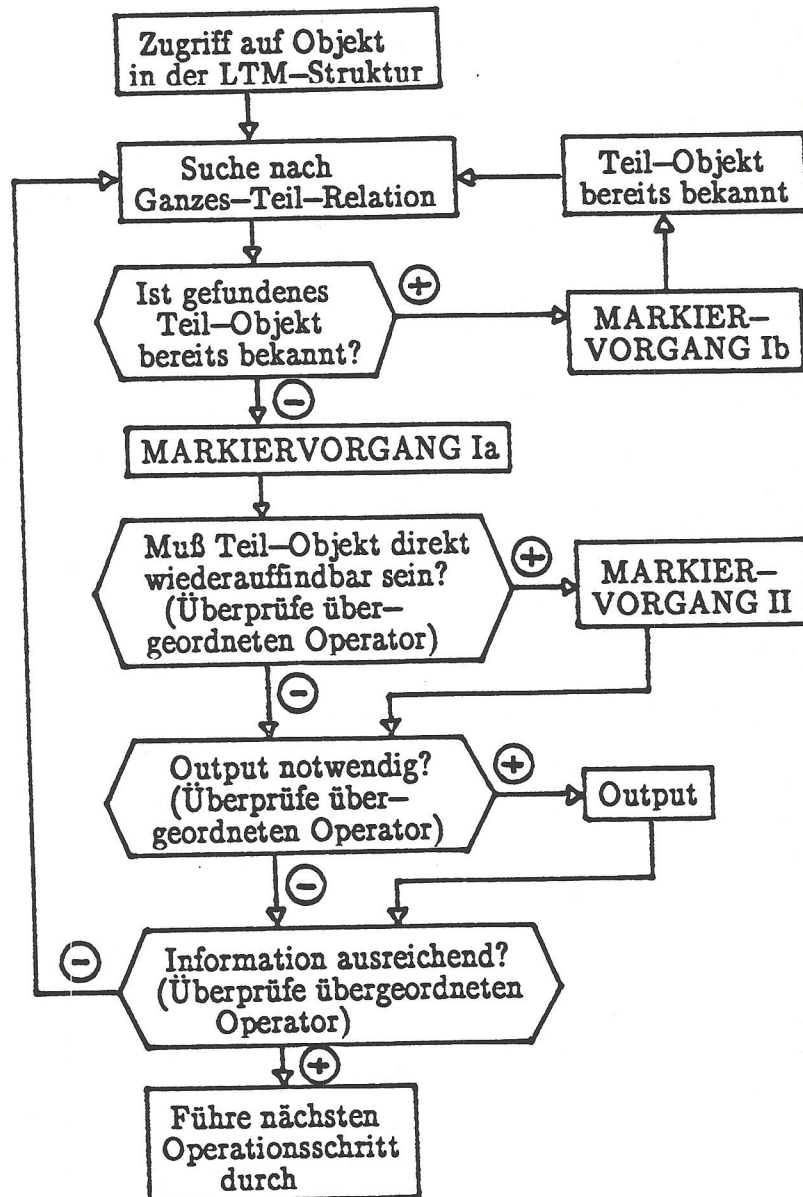 Zugriff auf Objekt
in der LTM–Struktur
Suche nach
Ganzes–Teil–Relation
Teil–Objekt
bereits bekannt
Ist gefundenes
Teil–Objekt
bereits bekannt?
+
MARKIER–
VORGANG Ib
−
MARKIERVORGANG Ia
Muß Teil–Objekt direkt
wiederauffindbar sein?
(Überprüfe über–
geordneten Operator)
+
MARKIER–
VORGANG II
−
Output notwendig?
(Überprüfe über–
geordneten Operator)
+
Output
−
Information ausreichend?
(Überprüfe übergeordneten
Operator)
−
+
Führe nächsten
Operationsschritt
durch